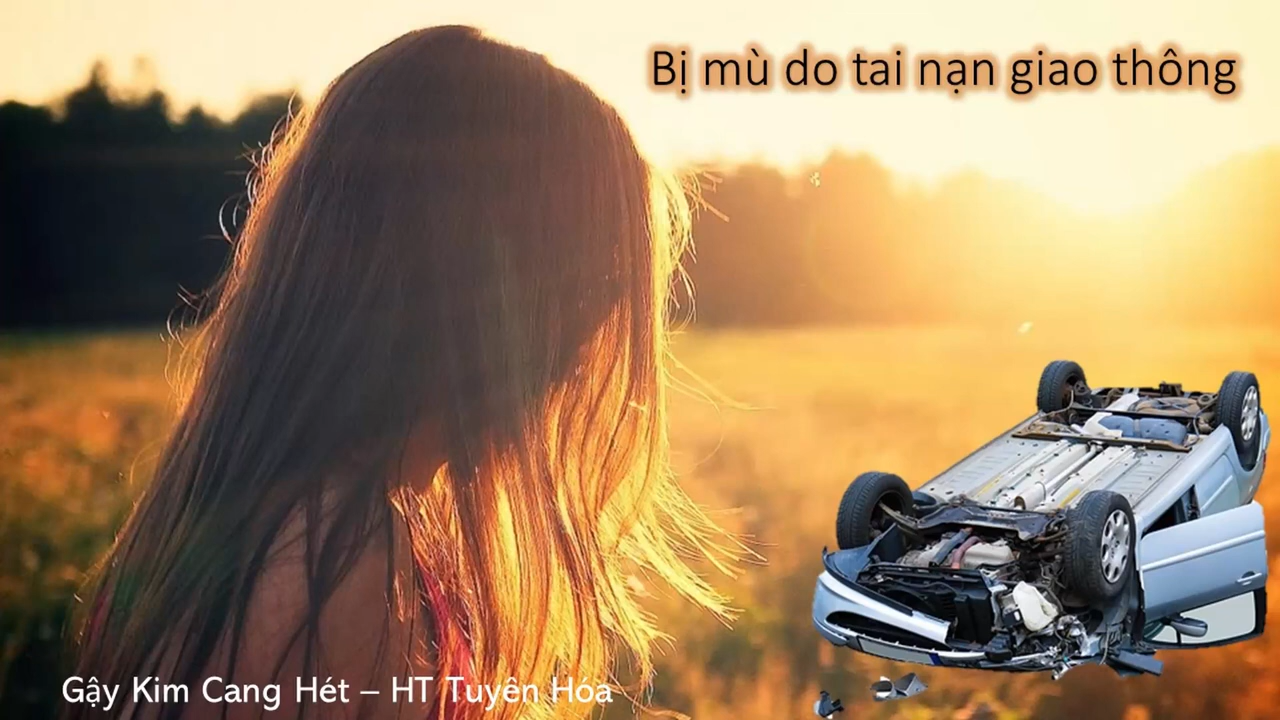 Bị mù do tai nạn giao thông
Gậy Kim Cang Hét – HT Tuyên Hóa